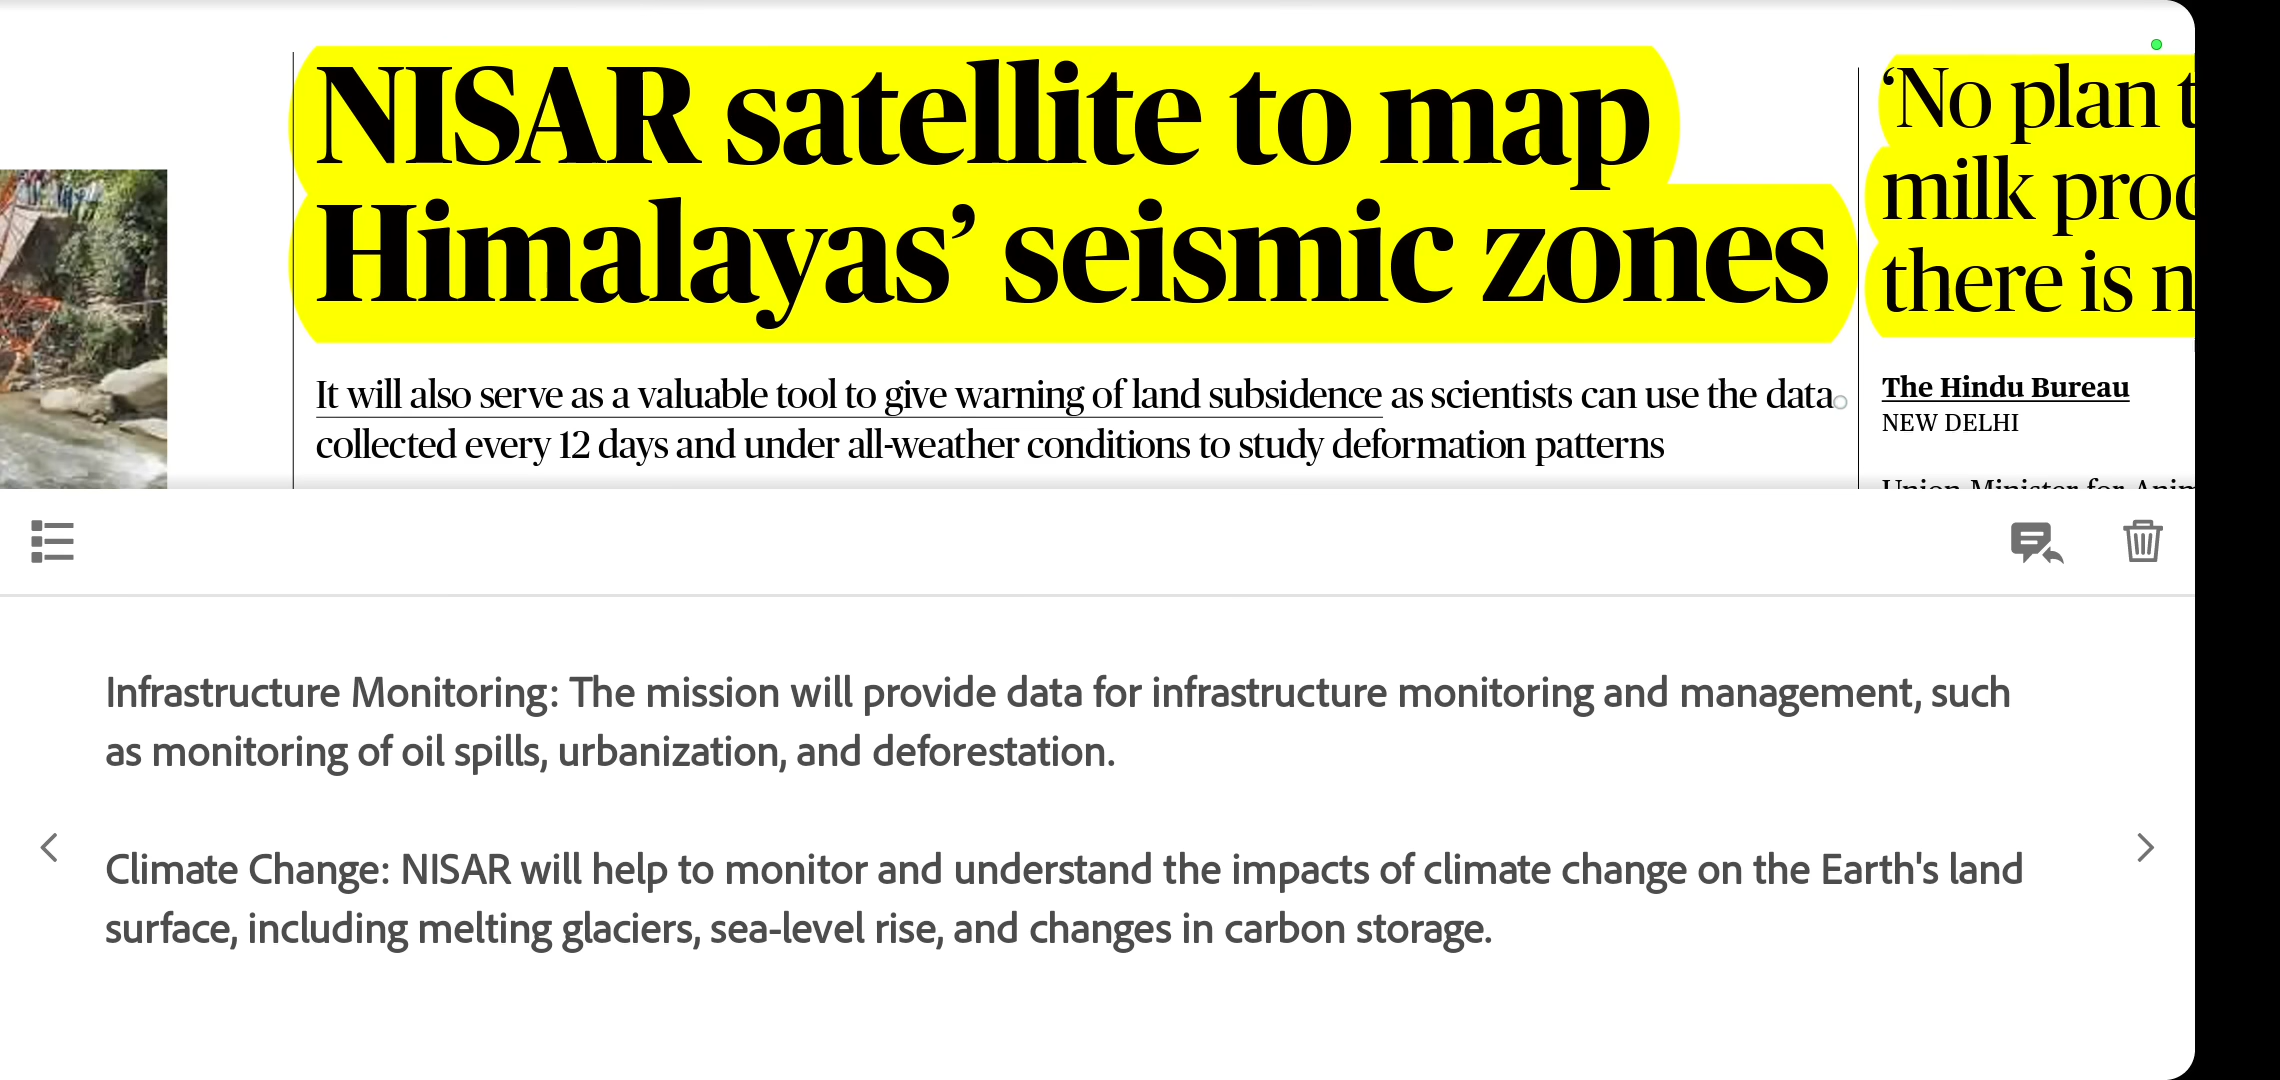 NISAR satellite to map
Himalayas’ seismic zones
It will also serve as a valuable tool to give warning of land subsidence as scientists can use the data
collected every 12 days and under all-weather conditions to study deformation patterns
‘No plan t
milk proc
there is n
The Hindu Bureau
NEW DELHI
Union Minister for Anim
Infrastructure Monitoring: The mission will provide data for infrastructure monitoring and management, such
as monitoring of oil spills, urbanization, and deforestation.
Climate Change: NISAR will help to monitor and understand the impacts of climate change on the Earth's land
surface, including melting glaciers, sea-level rise, and changes in carbon storage.